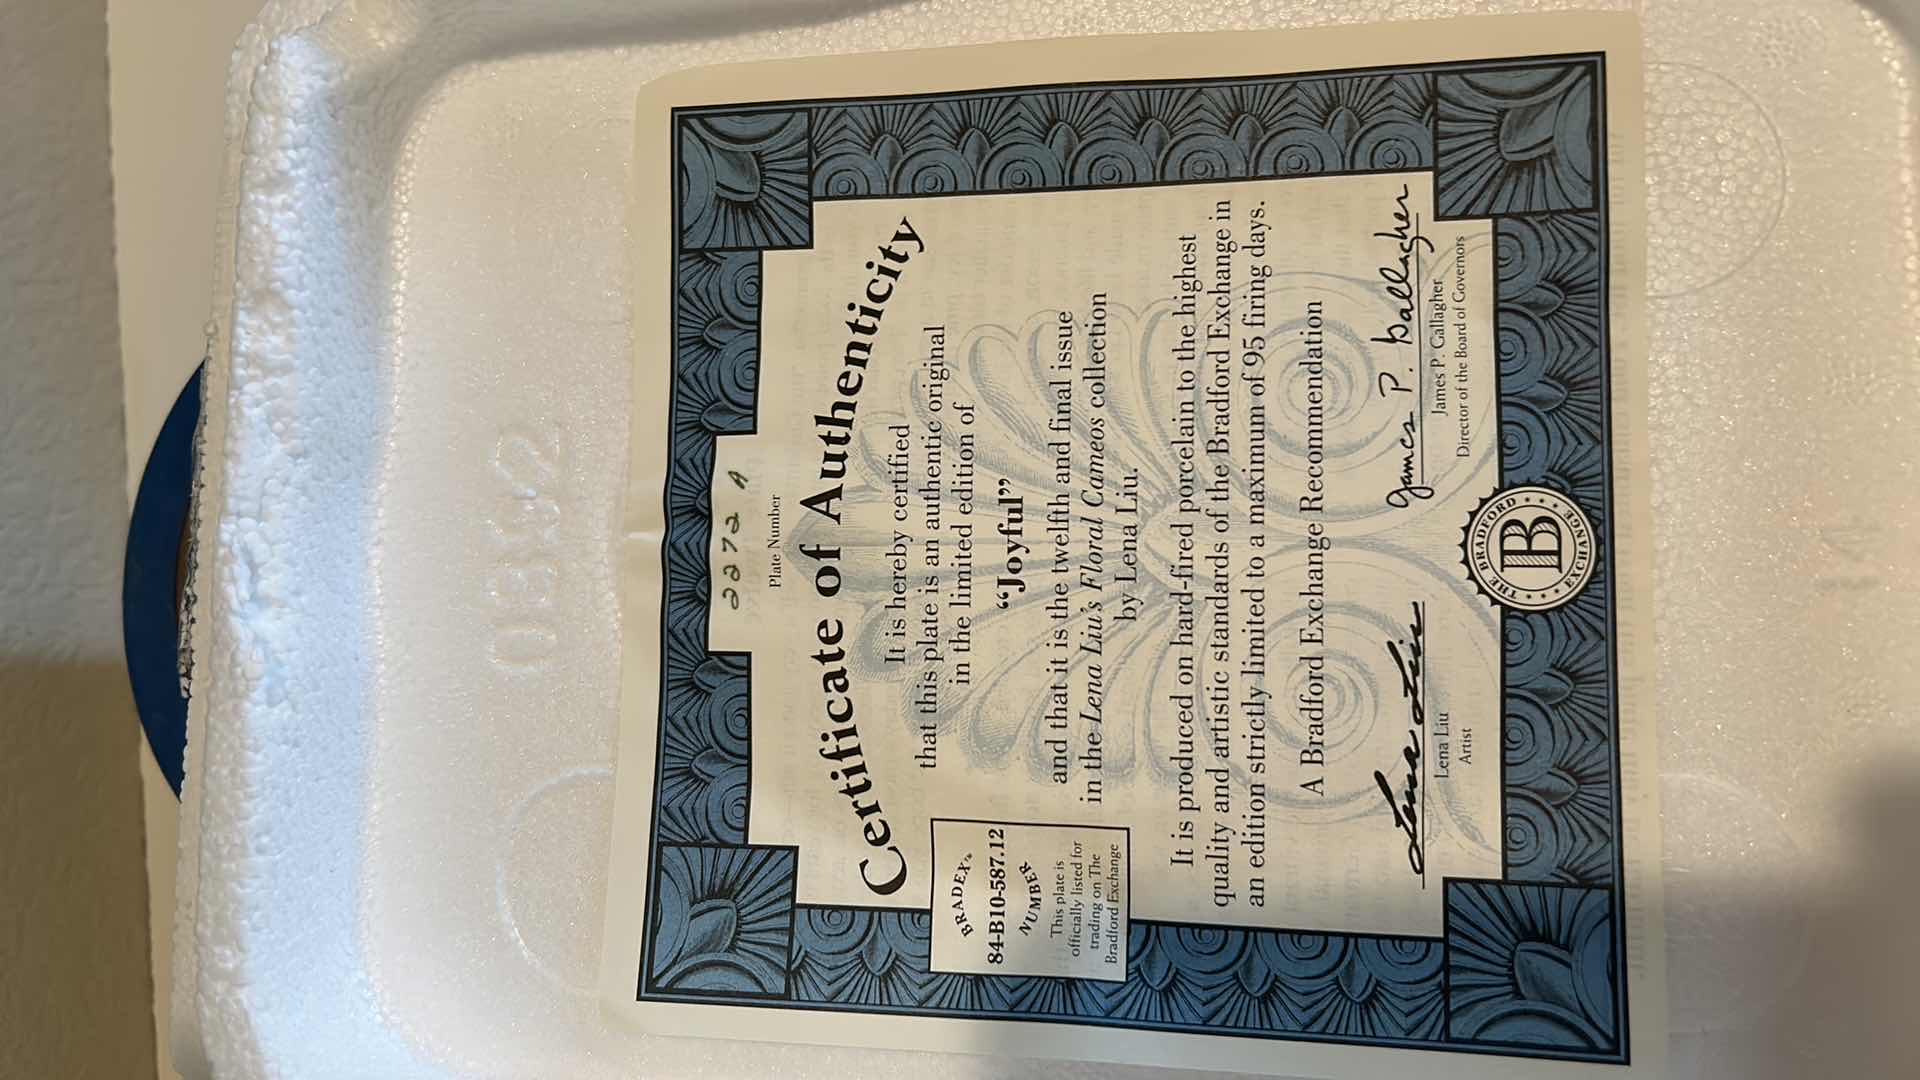 2272 A
Plate Number
Certificate of Authenticity
It is hereby certified
that this plate is an authentic original
in the limited edition of
“Joyful”
and that it is the twelfth and final issue
in the Lena Liu's Floral Cameos collection
by Lena Liu.
BRADEX
84-B10-587.12
NUMBER
This plate is
officially listed for
trading on The
Bradford Exchange
It is produced on hard-fired porcelain to the highest
quality and artistic standards of the Bradford Exchange in
an edition strictly limited to a maximum of 95 firing days.
A Bradford Exchange Recommendation
Lena Liu
Lena Liu
Artist
James P. Gallagher
James P. Gallagher
Director of the Board of Governors
THE BRADFORD
B
EXCHANGE